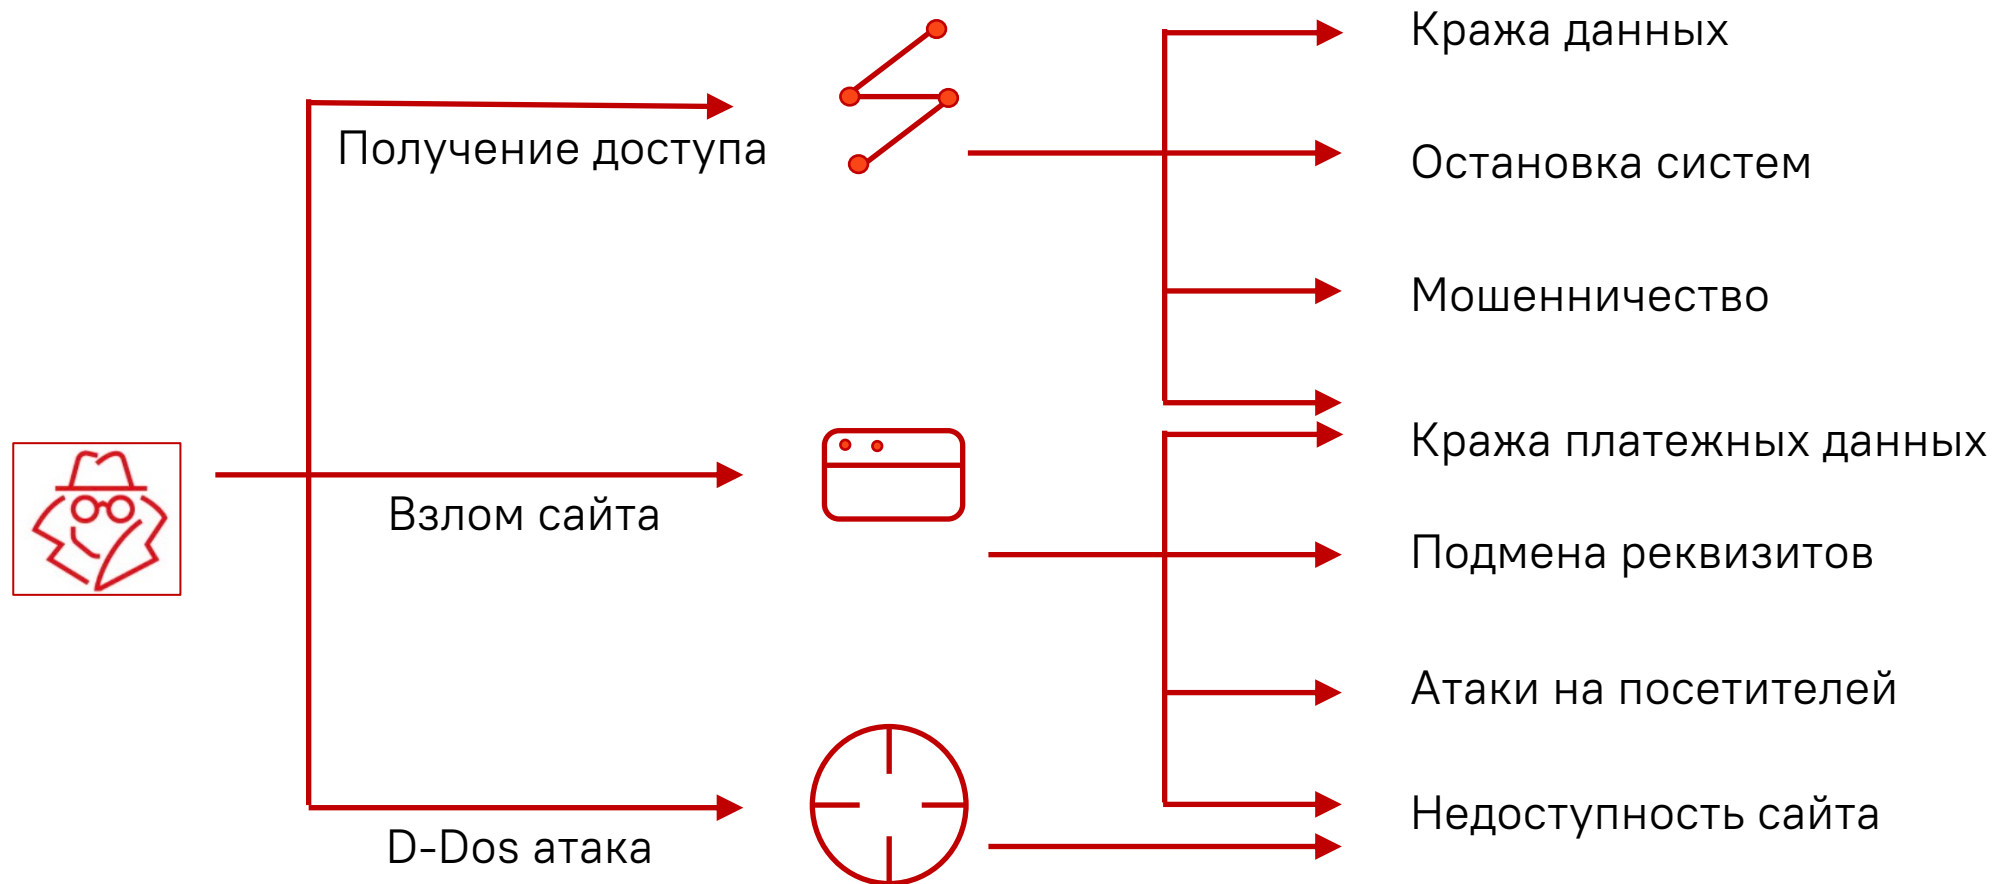 Кража данных
Получение доступа
Остановка систем
Мошенничество
Кража платежных данных
Взлом сайта
Подмена реквизитов
Атаки на посетителей
Недоступность сайта
D-Dos атака